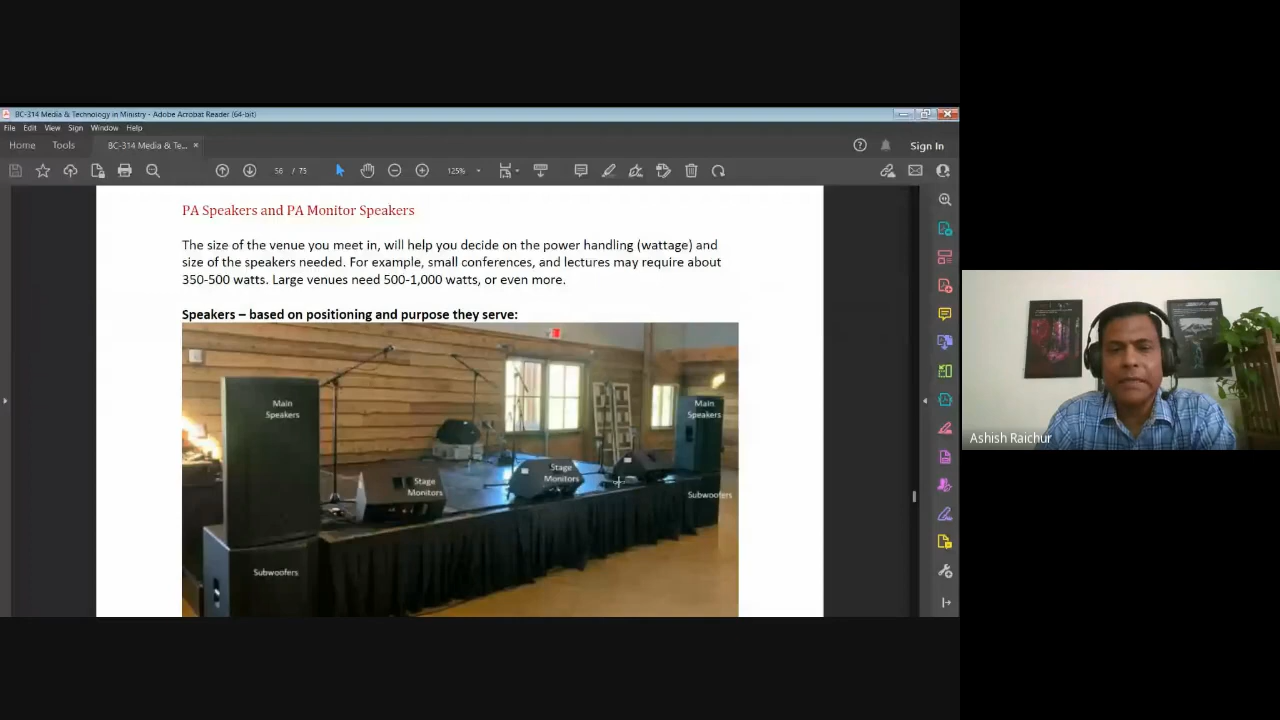 BC-314 Media & Technology in Ministry - Adobe Acrobat Reader (64-bit)
File Edit View Sign Window Help
Home Tools BC-314 Media & Te... × Sign In
56 / 75 125%
PA Speakers and PA Monitor Speakers
The size of the venue you meet in, will help you decide on the power handling (wattage) and
size of the speakers needed. For example, small conferences, and lectures may require about
350-500 watts. Large venues need 500-1,000 watts, or even more.
Speakers – based on positioning and purpose they serve:
Main
Speakers
Main
Speakers
Stage
Monitors
Stage
Monitors
Subwoofers
Subwoofers
Ashish Raichur